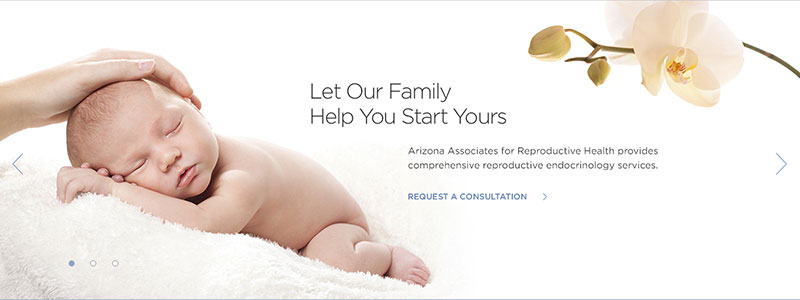 Let Our Family
Help You Start Yours
Arizona Associates for Reproductive Health provides
comprehensive reproductive endocrinology services.
REQUEST A CONSULTATION